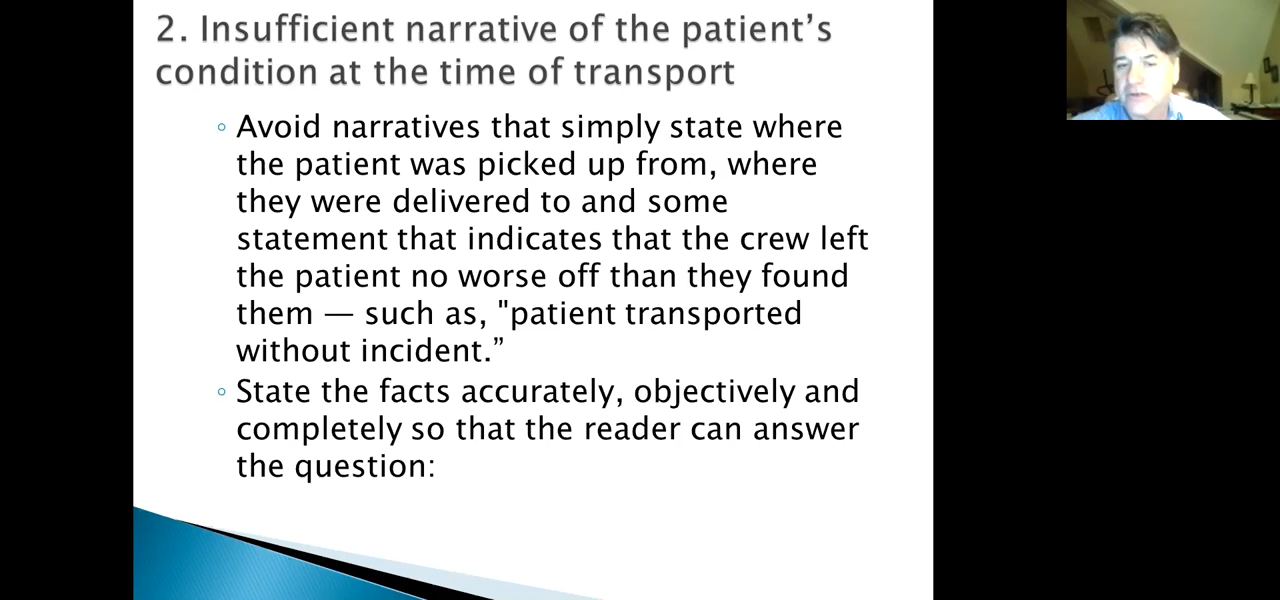 2. Insufficient narrative of the patient’s
condition at the time of transport
◦ Avoid narratives that simply state where
the patient was picked up from, where
they were delivered to and some
statement that indicates that the crew left
the patient no worse off than they found
them — such as, "patient transported
without incident.”
◦ State the facts accurately, objectively and
completely so that the reader can answer
the question: